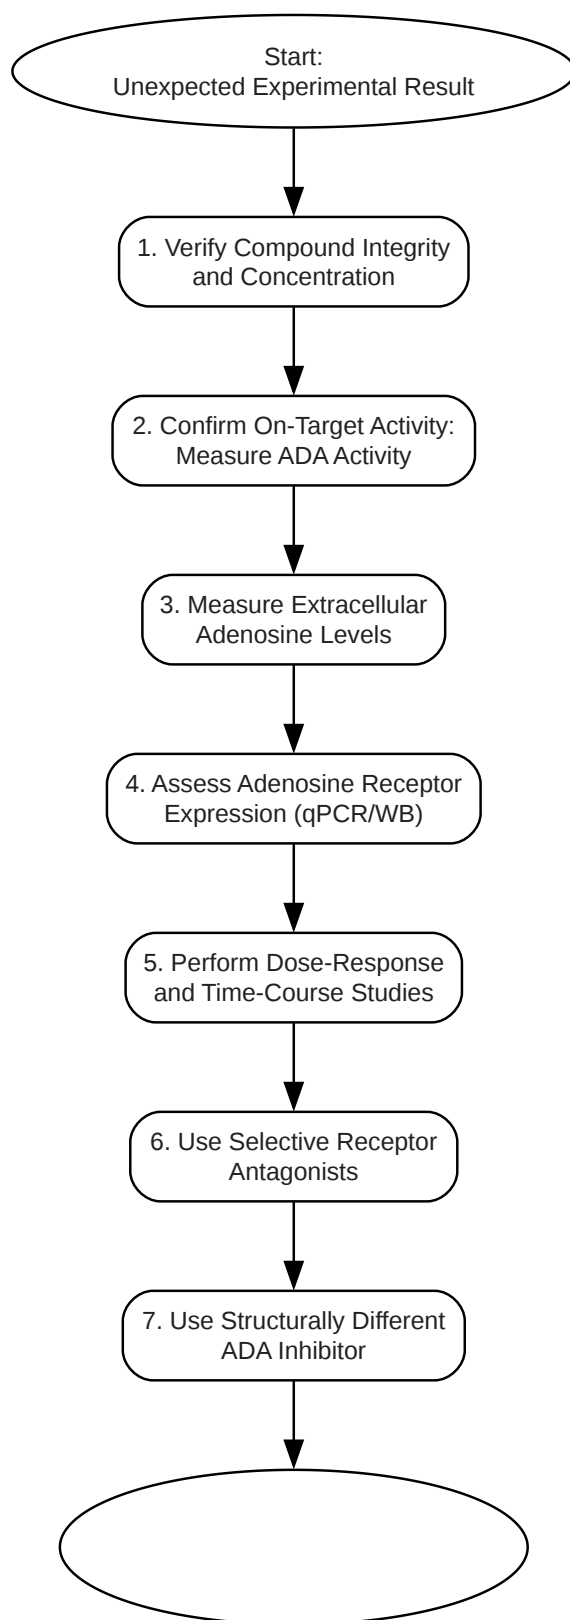 Start:
Unexpected Experimental Result
1. Verify Compound Integrity
and Concentration
2. Confirm On-Target Activity:
Measure ADA Activity
3. Measure Extracellular
Adenosine Levels
4. Assess Adenosine Receptor
Expression (qPCR/WB)
5. Perform Dose-Response
and Time-Course Studies
6. Use Selective Receptor
Antagonists
7. Use Structurally Different
ADA Inhibitor